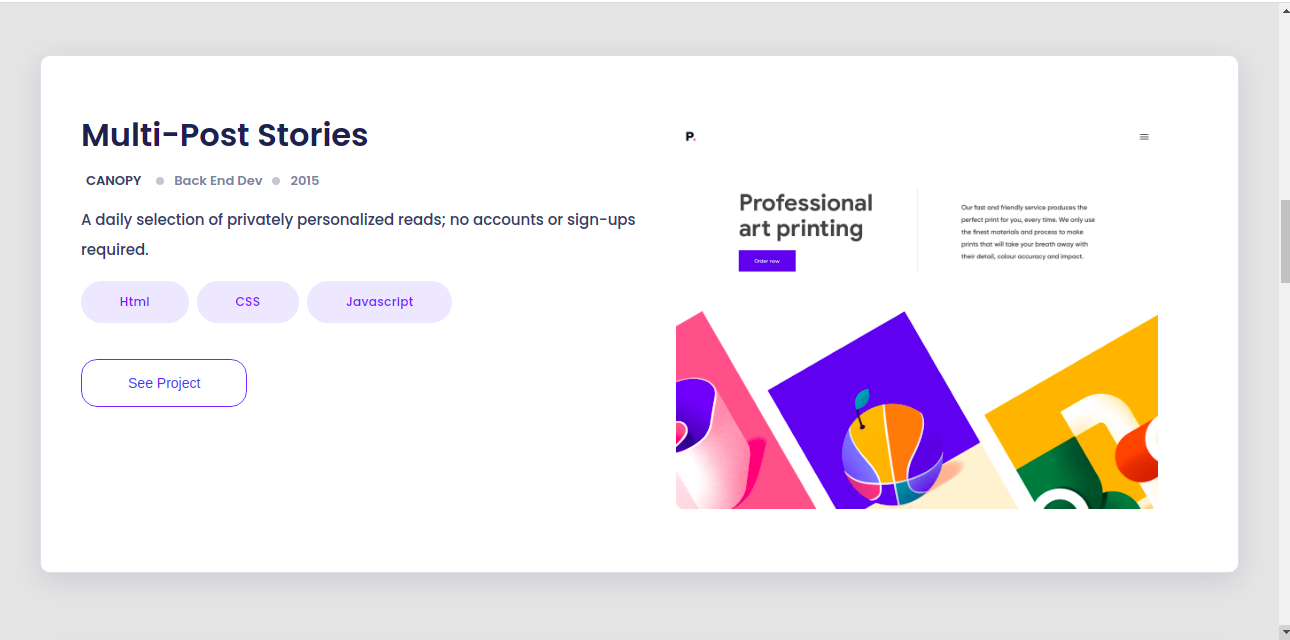 Multi-Post Stories
CANOPY Back End Dev 2015
A daily selection of privately personalized reads; no accounts or sign-ups
required.
Html CSS Javascript
See Project
P.
Professional
art printing
Order now
Our fast and friendly service produces the
perfect print for you, every time. We only use
the finest materials and process to make
prints that will take your breath away with
their detail, colour accuracy and impact.